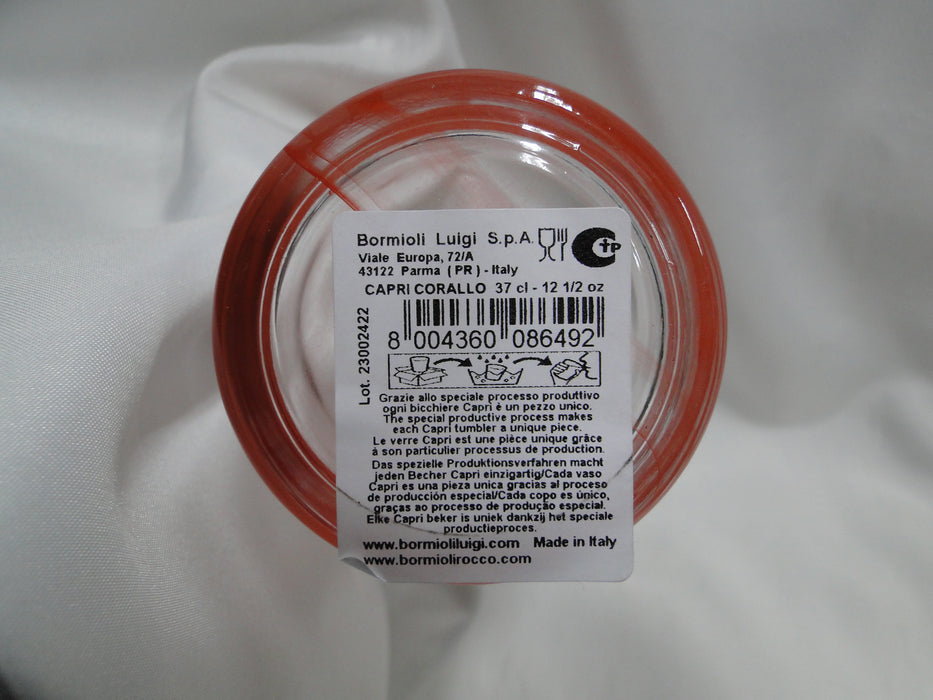 Bormioli Luigi S.p.A.
Viale Europa, 72/A
43122 Parma ( PR ) - Italy
CTP
CAPRI CORALLO 37 cl - 12 1/2 oz
Lot. 23002422
8 004360 086492
Grazie allo speciale processo produttivo
ogni bicchiere Capri è un pezzo unico.
The special productive process makes
each Capri tumbler a unique piece.
Le verre Capri est une pièce unique grâce
à son particulier processus de production.
Das spezielle Produktionsverfahren macht
jeden Becher Capri einzigartig/Cada vaso
Capri es una pieza unica gracias al proceso
de producción especial/Cada copo es único,
graças ao processo de produção especial.
Elke Capri beker is uniek dankzij het speciale
productieproces.
www.bormioliluigi.com Made in Italy
www.bormiolirocco.com